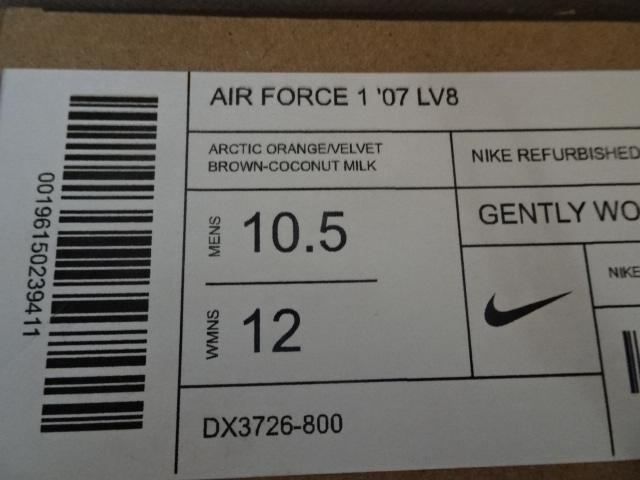 AIR FORCE 1 '07 LV8
ARCTIC ORANGE/VELVET
BROWN-COCONUT MILK
NIKE REFURBISHED
GENTLY WO
MENS 10.5
WMNS 12
NIKE
DX3726-800
00196150239411